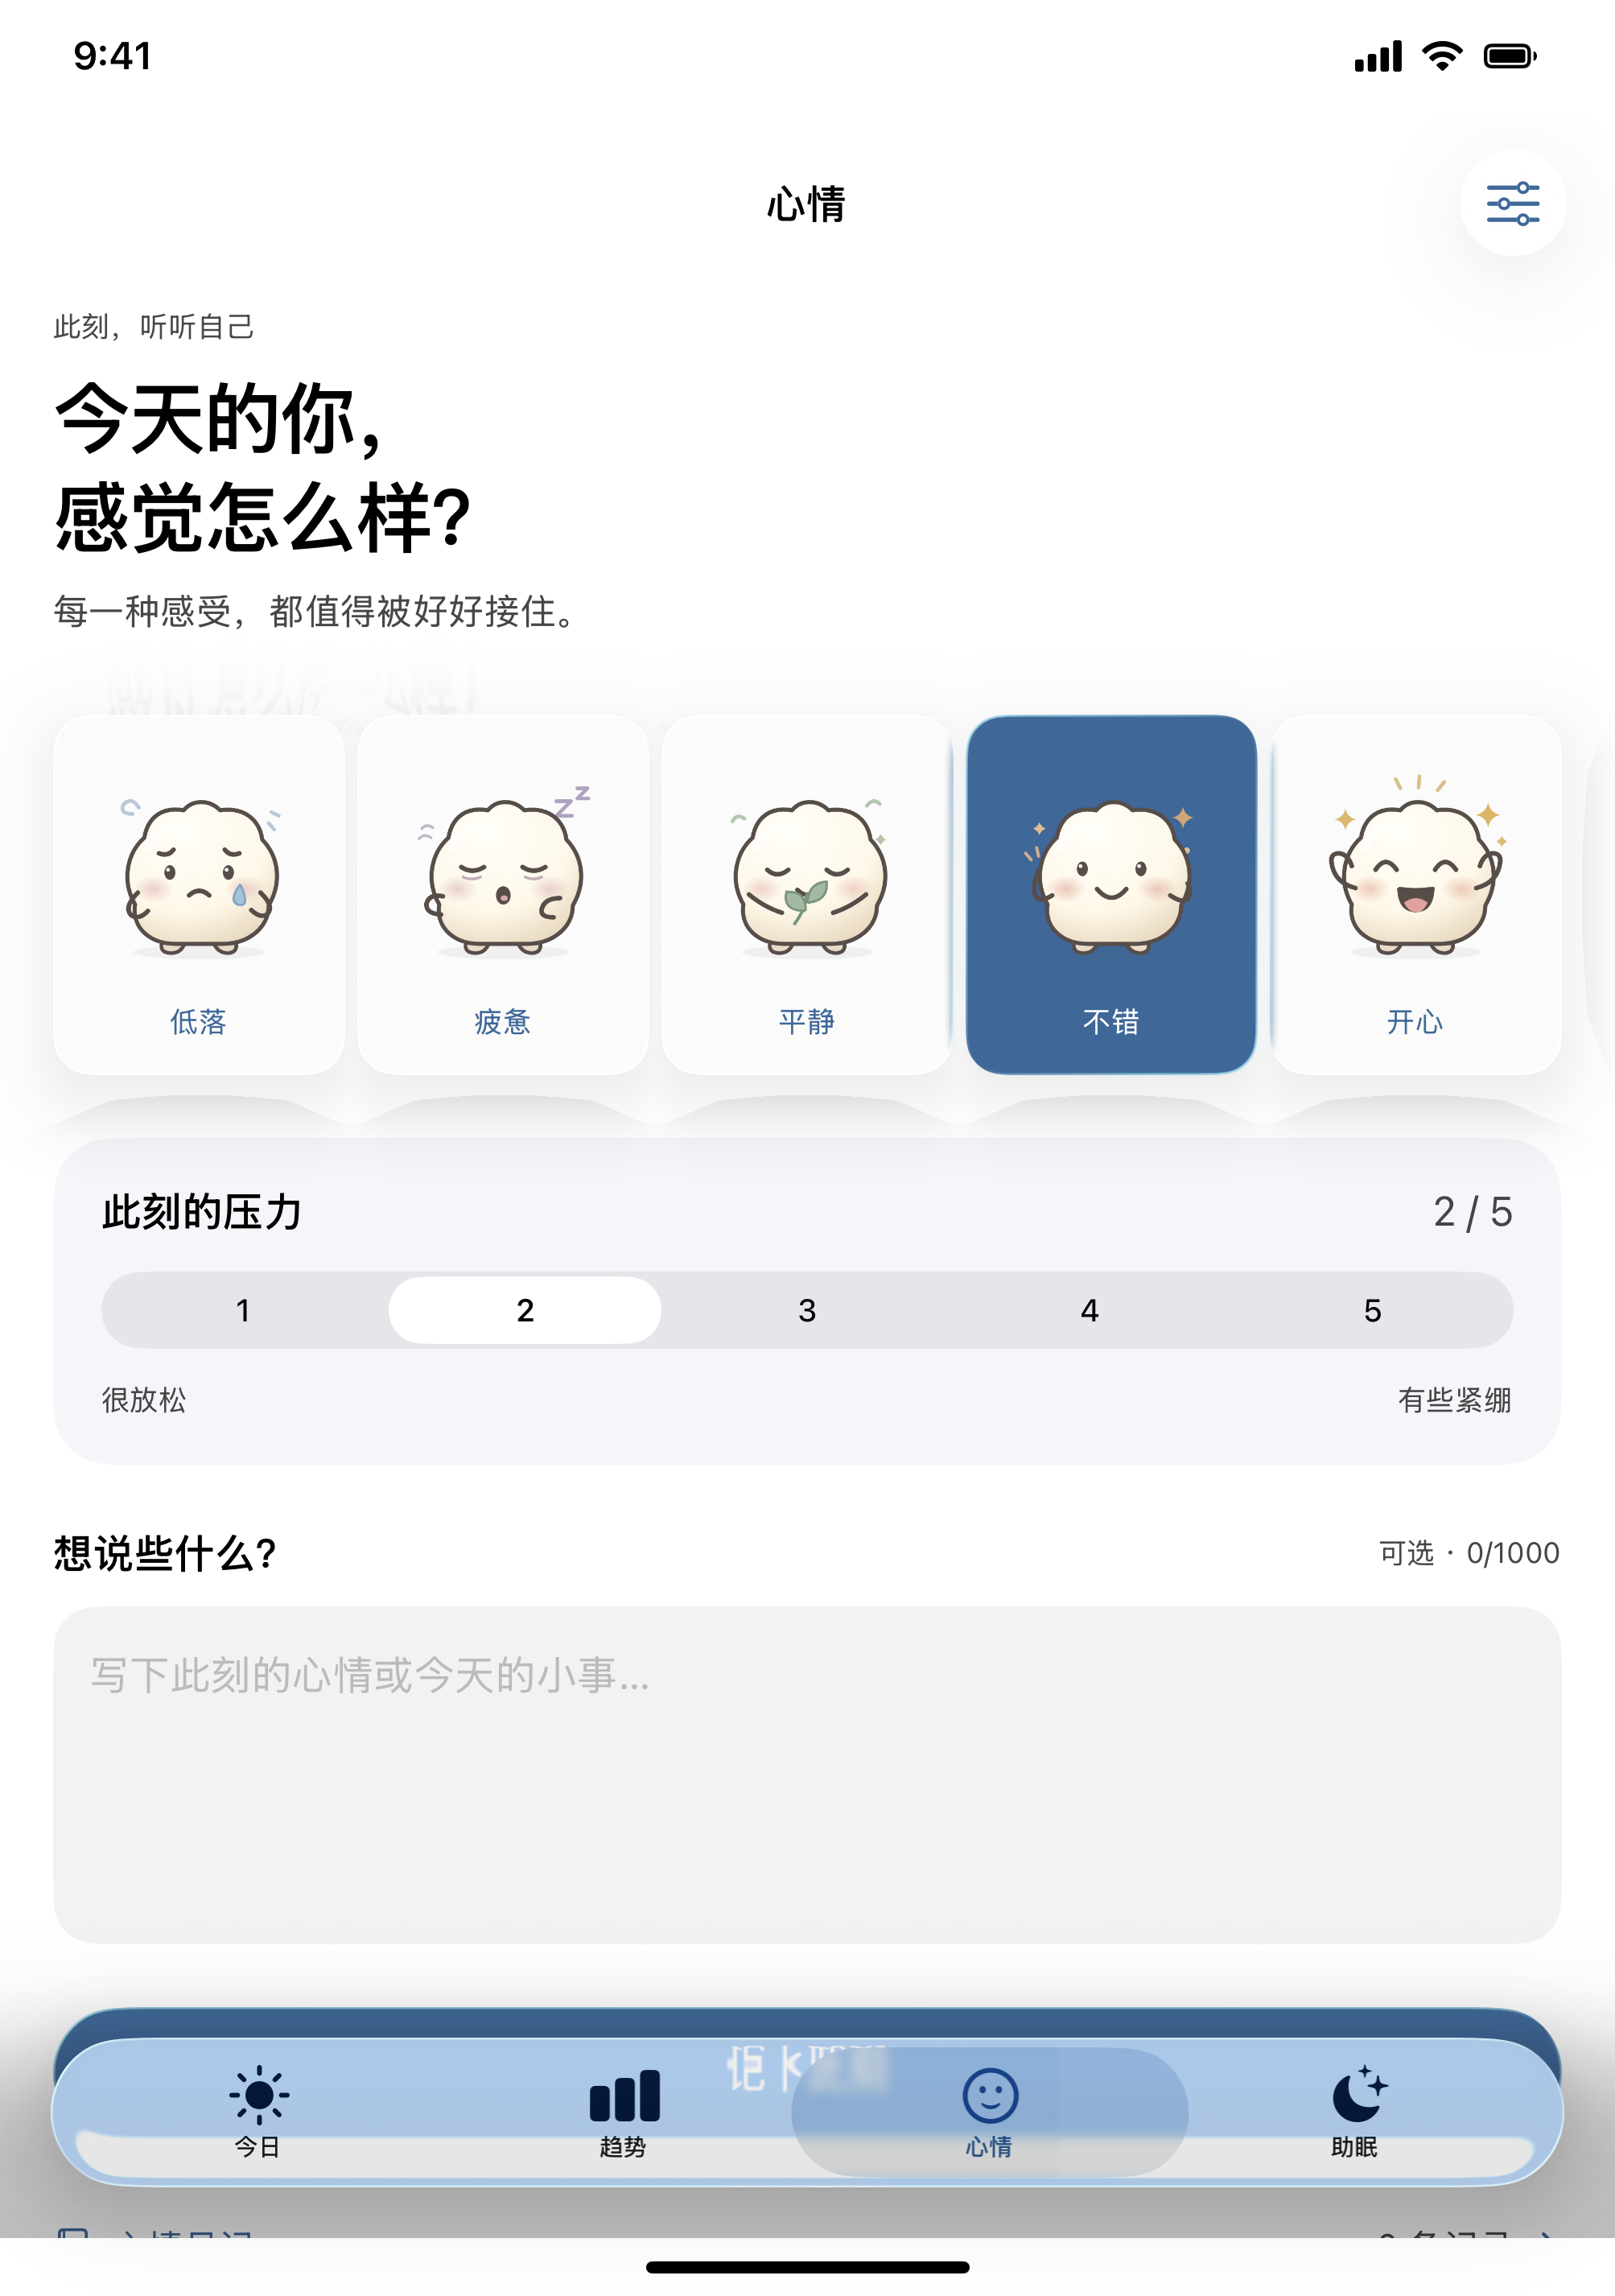 9:41
心情
此刻，听听自己
今天的你，
感觉怎么样?
每一种感受，都值得被好好接住。
zz
低落
疲惫
平静
不错
开心
此刻的压力
2 / 5
1 2 3 4 5
很放松 有些紧绷
想说些什么?
可选 · 0/1000
写下此刻的心情或今天的小事...
今日 趋势 心情 助眠